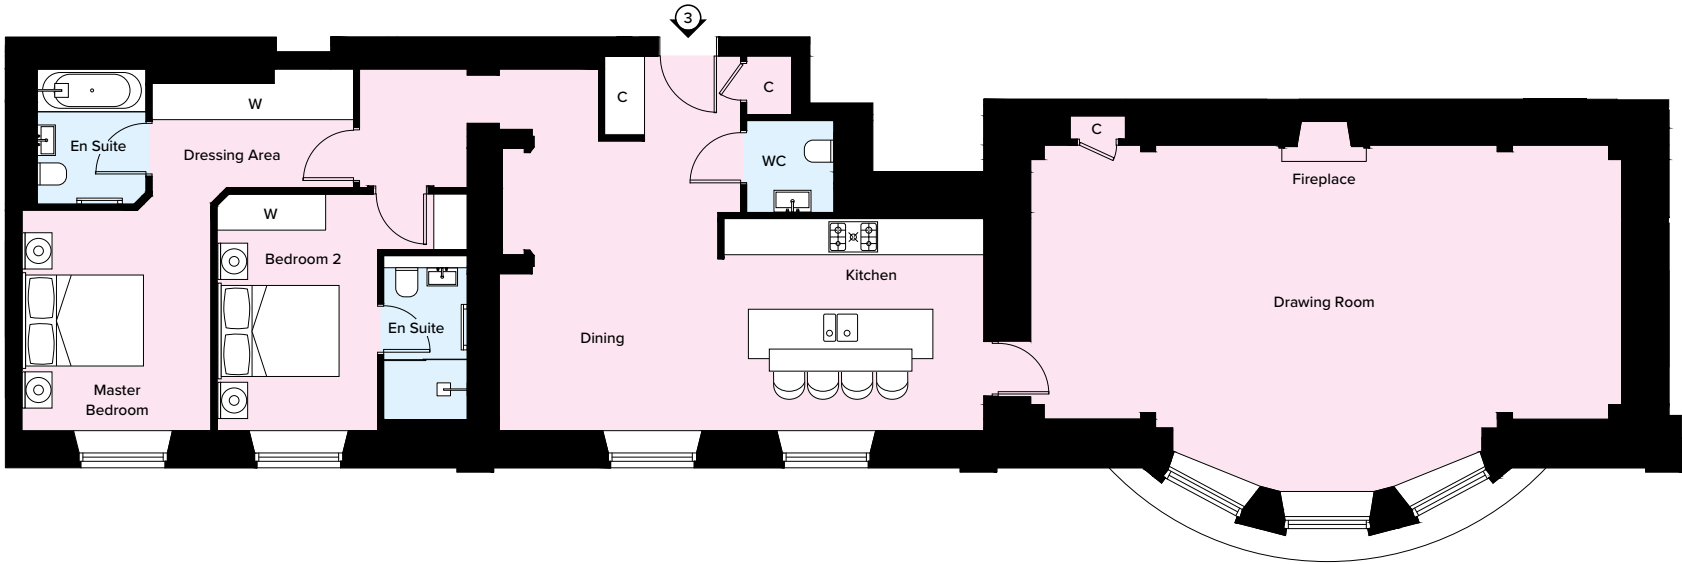 3
C
C
W
En Suite
Dressing Area
WC
C
Fireplace
W
Bedroom 2
Kitchen
Drawing Room
En Suite
Dining
Master
Bedroom